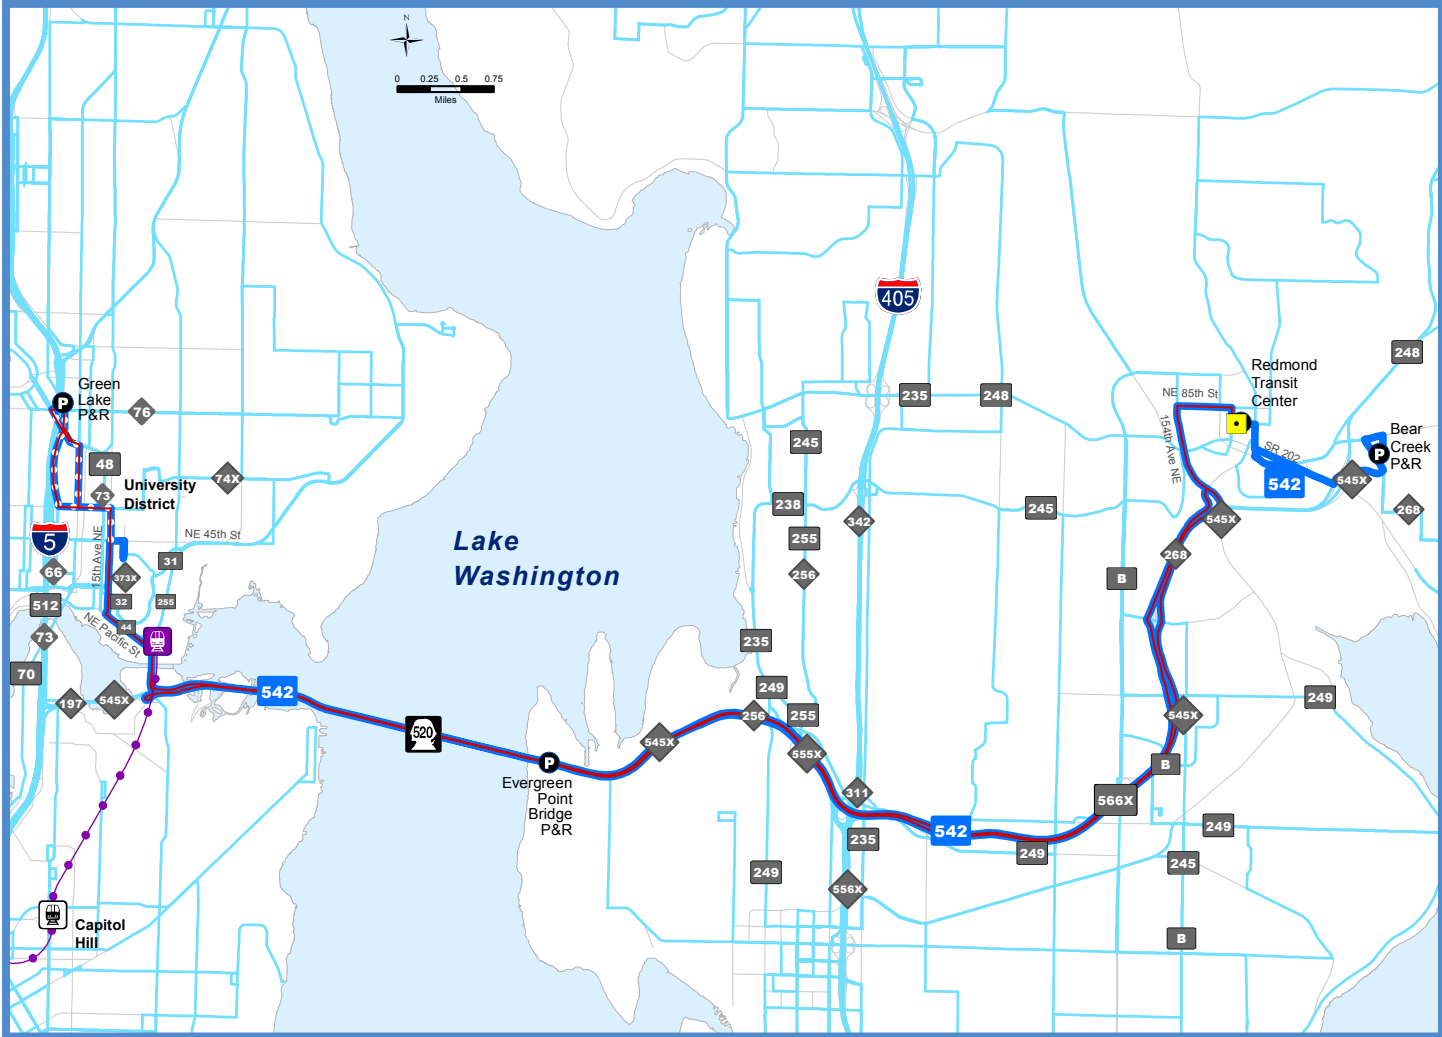 N
0 0.25 0.5 0.75
Miles
405
Green
Lake
P&R
76
48
73
University
District
74X
5
NE 45th St
15th Ave NE
66
31
373X
512
32
255
44
NE Pacific St
73
70
197
545X
542
520
Lake
Washington
Evergreen
Point
Bridge
P&R
Capitol
Hill
235
248
245
238
342
255
256
245
235
249
256
255
545X
555X
311
235
542
249
249
556X
566X
B
B
B
268
545X
545X
249
249
245
Redmond
Transit
Center
NE 85th St
154th Ave NE
SR 202
542
545X
248
Bear
Creek
P&R
268
P
P
P